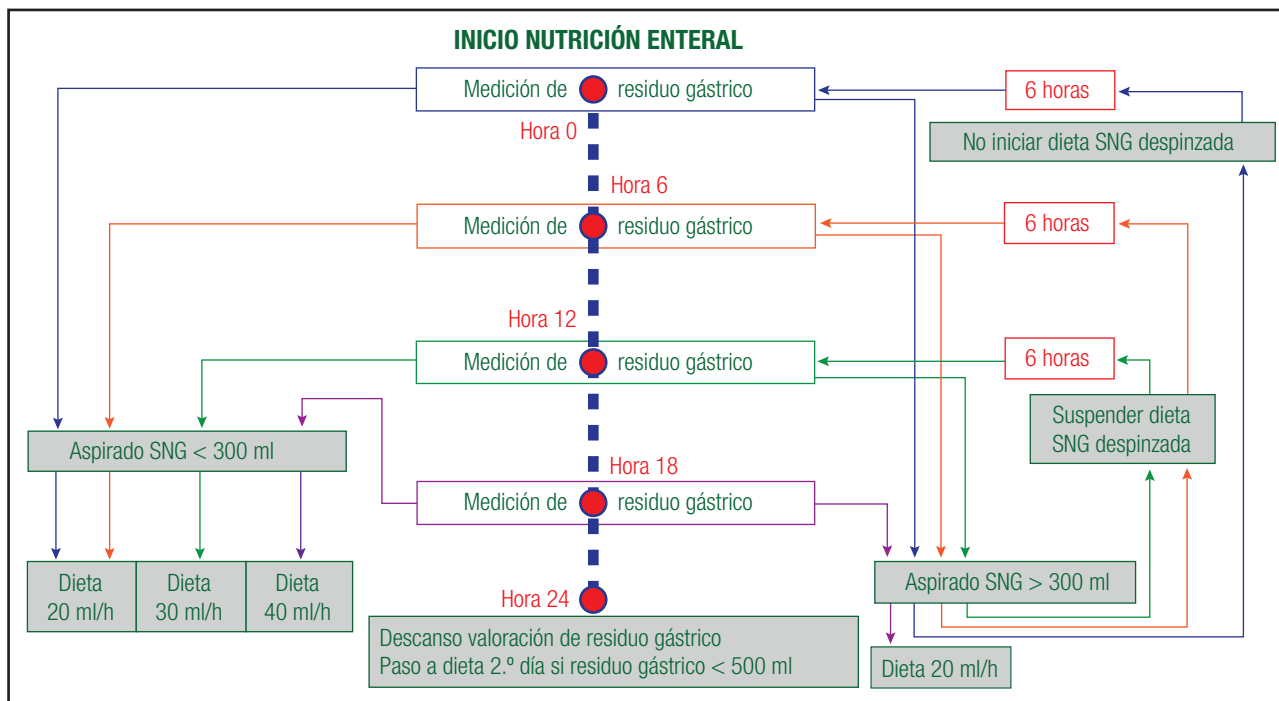 INICIO NUTRICIÓN ENTERAL
Medición de residuo gástrico
6 horas
Hora 0
No iniciar dieta SNG despinzada
Hora 6
Medición de residuo gástrico
6 horas
Hora 12
Medición de residuo gástrico
6 horas
Suspender dieta
SNG despinzada
Aspirado SNG < 300 ml
Hora 18
Medición de residuo gástrico
Dieta
20 ml/h
Dieta
30 ml/h
Dieta
40 ml/h
Aspirado SNG > 300 ml
Hora 24
Descanso valoración de residuo gástrico
Paso a dieta 2.º día si residuo gástrico < 500 ml
Dieta 20 ml/h